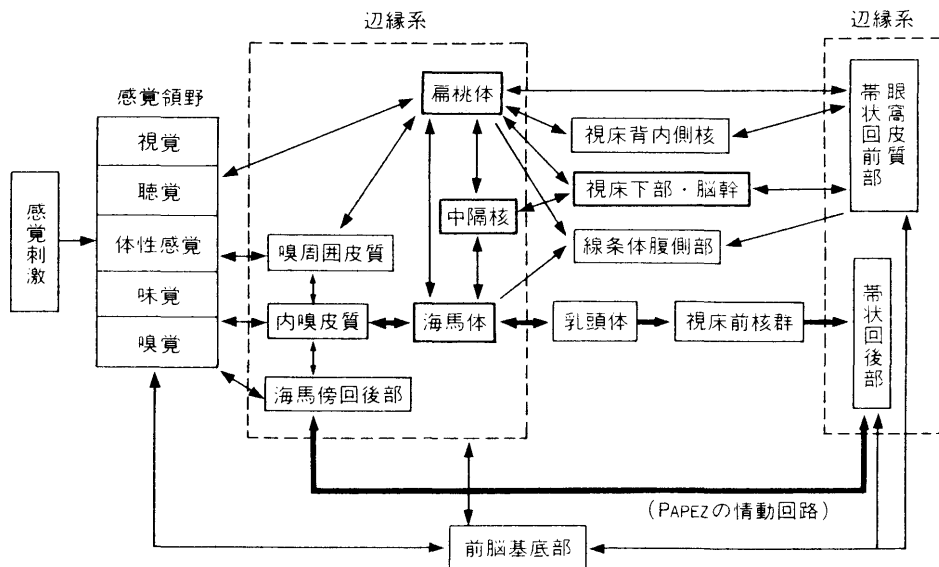 辺縁系
辺縁系
感覚領野
感覚刺激
視覚
聴覚
体性感覚
味覚
嗅覚
扁桃体
中隔核
嗅周囲皮質
内嗅皮質
海馬体
海馬傍回後部
視床背内側核
視床下部・脳幹
線条体腹側部
乳頭体
視床前核群
眼窩皮質
帯状回前部
帯状回後部
(PAPEZの情動回路)
前脳基底部